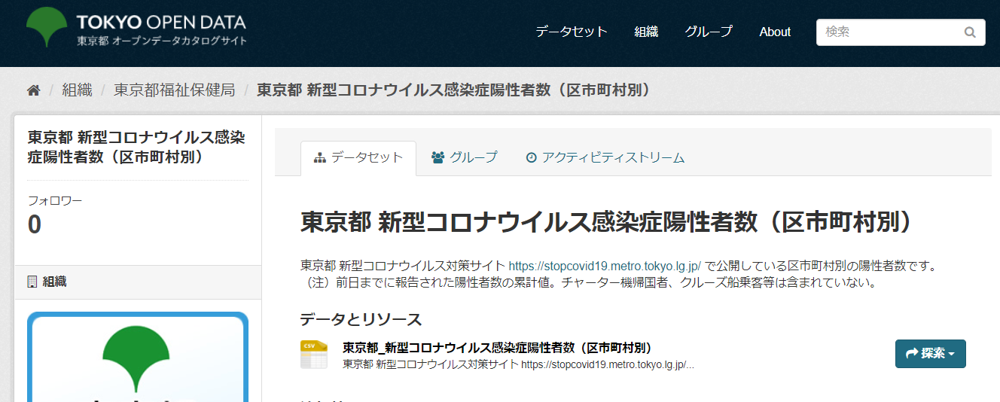 TOKYO OPEN DATA
東京都 オープンデータカタログサイト
データセット 組織 グループ About 検索
/ 組織 / 東京都福祉保健局 / 東京都 新型コロナウイルス感染症陽性者数（区市町村別）
東京都 新型コロナウイルス感染
症陽性者数（区市町村別）
フォロワー
0
組織
データセット グループ アクティビティストリーム
東京都 新型コロナウイルス感染症陽性者数（区市町村別）
東京都 新型コロナウイルス対策サイト https://stopcovid19.metro.tokyo.lg.jp/ で公開している区市町村別の陽性者数です。
（注）前日までに報告された陽性者数の累計値。チャーター機帰国者、クルーズ船乗客等は含まれていない。
データとリソース
CSV
東京都_新型コロナウイルス感染症陽性者数（区市町村別）
東京都 新型コロナウイルス対策サイト https://stopcovid19.metro.tokyo.lg.jp/...
探索